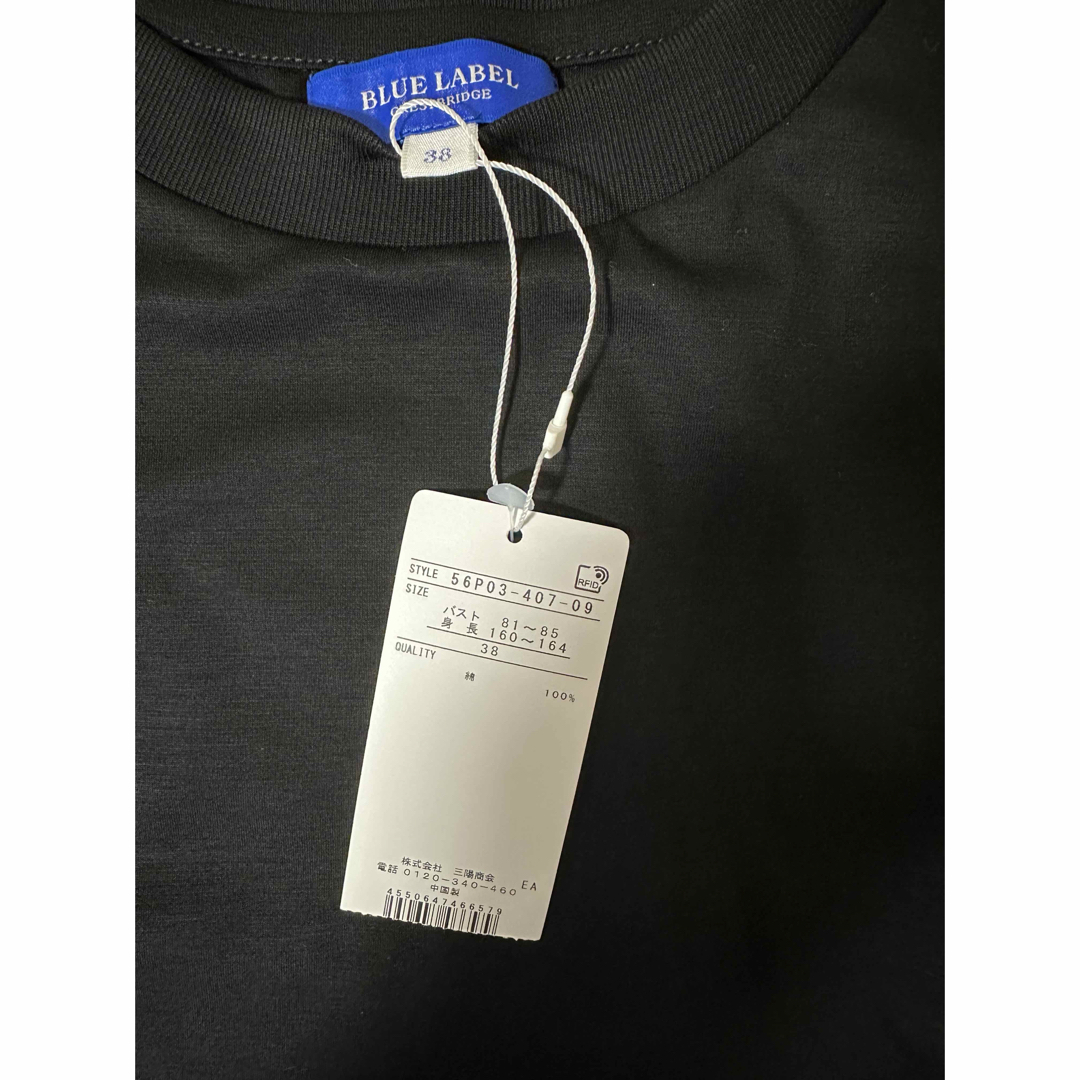 BLUE LABEL
CRESTBRIDGE
38
RFID
STYLE 56P03-407-09
SIZE
バスト 81～85
身長 160～164
38
QUALITY
綿 100%
株式会社 三陽商会
電話 0120-340-460 EA
中国製
4550647466579